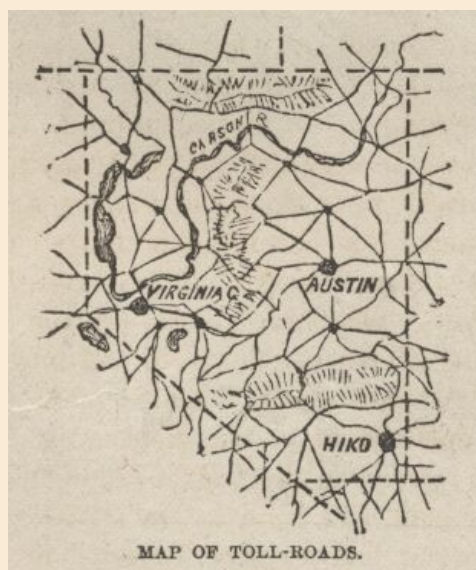 CARSON R.
VIRGINIA C.
AUSTIN
HIKO
MAP OF TOLL-ROADS.